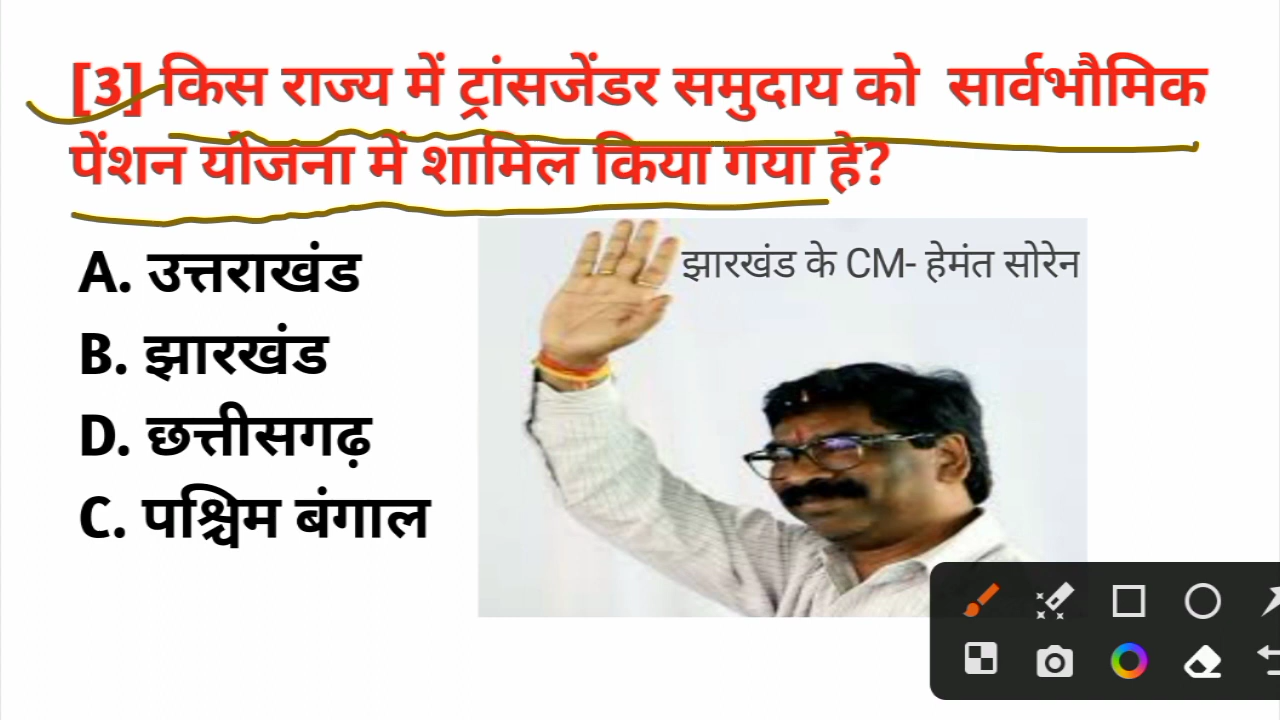 [3] किस राज्य में ट्रांसजेंडर समुदाय को सार्वभौमिक
पेंशन योजना में शामिल किया गया है?
झारखंड के CM- हेमंत सोरेन
A. उत्तराखंड
B. झारखंड
D. छत्तीसगढ़
C. पश्चिम बंगाल